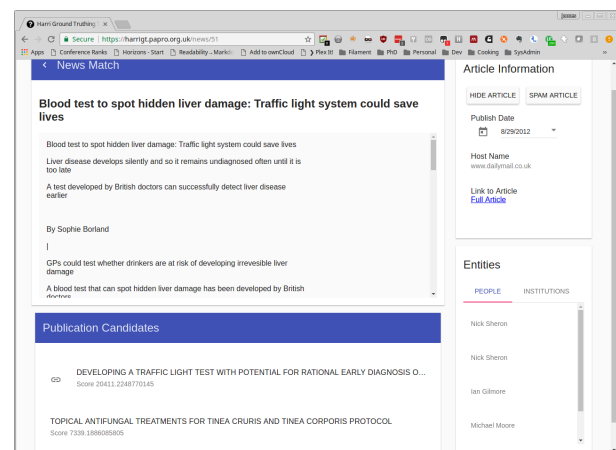 Harri Ground Truthing
Secure
https://harrigt.papro.org.uk/news/51
Apps
Conference Ranks
Horizons - Start
Readability
Add to ownCloud
Plex It!
Filament
PhD
Personal
Dev
Cooking
SysAdmin
»
News Match
Blood test to spot hidden liver damage: Traffic light system could save
lives
Blood test to spot hidden liver damage: Traffic light system could save lives
Liver disease develops silently and so it remains undiagnosed often until it is
too late
A test developed by British doctors can successfully detect liver disease
earlier
By Sophie Borland
|
GPs could test whether drinkers are at risk of developing irrevesible liver
damage
A blood test that can spot hidden liver damage has been developed by British
doctors
Publication Candidates
DEVELOPING A TRAFFIC LIGHT TEST WITH POTENTIAL FOR RATIONAL EARLY DIAGNOSIS O...
Score 20411.2248770145
TOPICAL ANTIFUNGAL TREATMENTS FOR TINEA CRURIS AND TINEA CORPORIS PROTOCOL
Score 7339.1886085805
Article Information
HIDE ARTICLE
SPAM ARTICLE
Publish Date
8/29/2012
Host Name
www.dailymail.co.uk
Link to Article
Full Article
Entities
PEOPLE
INSTITUTIONS
Nick Sheron
Nick Sheron
Ian Gilmore
Michael Moore